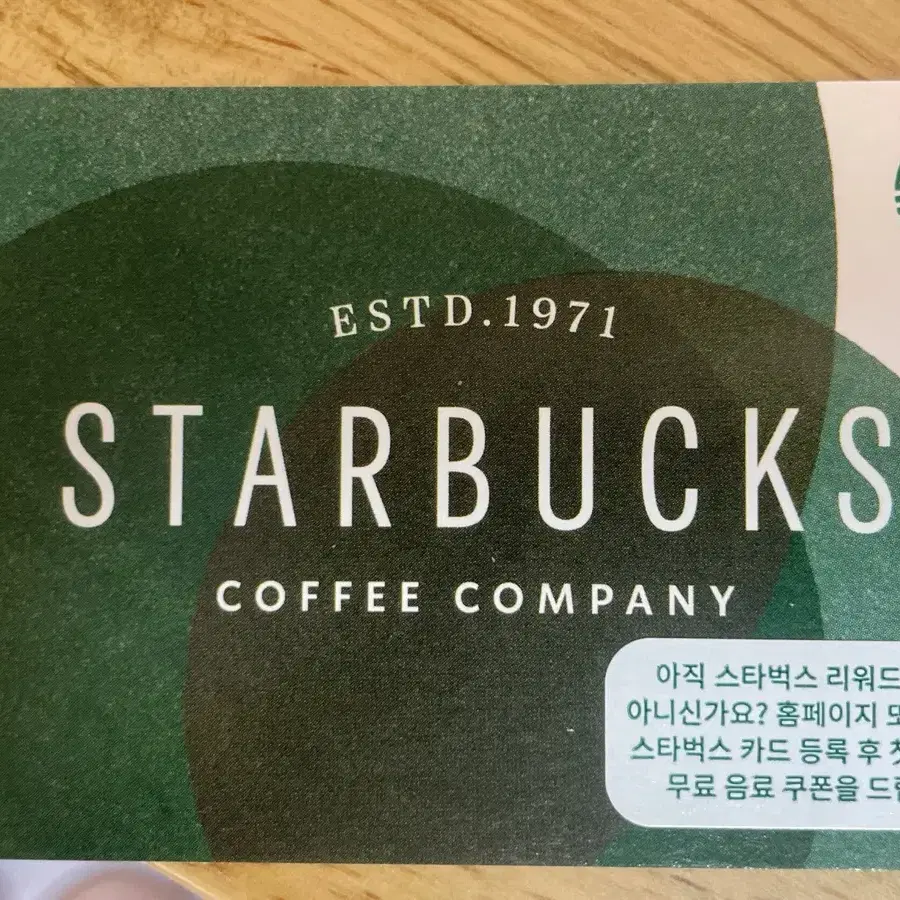 ESTD.1971
STARBUCKS
COFFEE COMPANY
아직 스타벅스 리워드
아니신가요? 홈페이지
스타벅스 카드 등록 후
무료 음료 쿠폰을